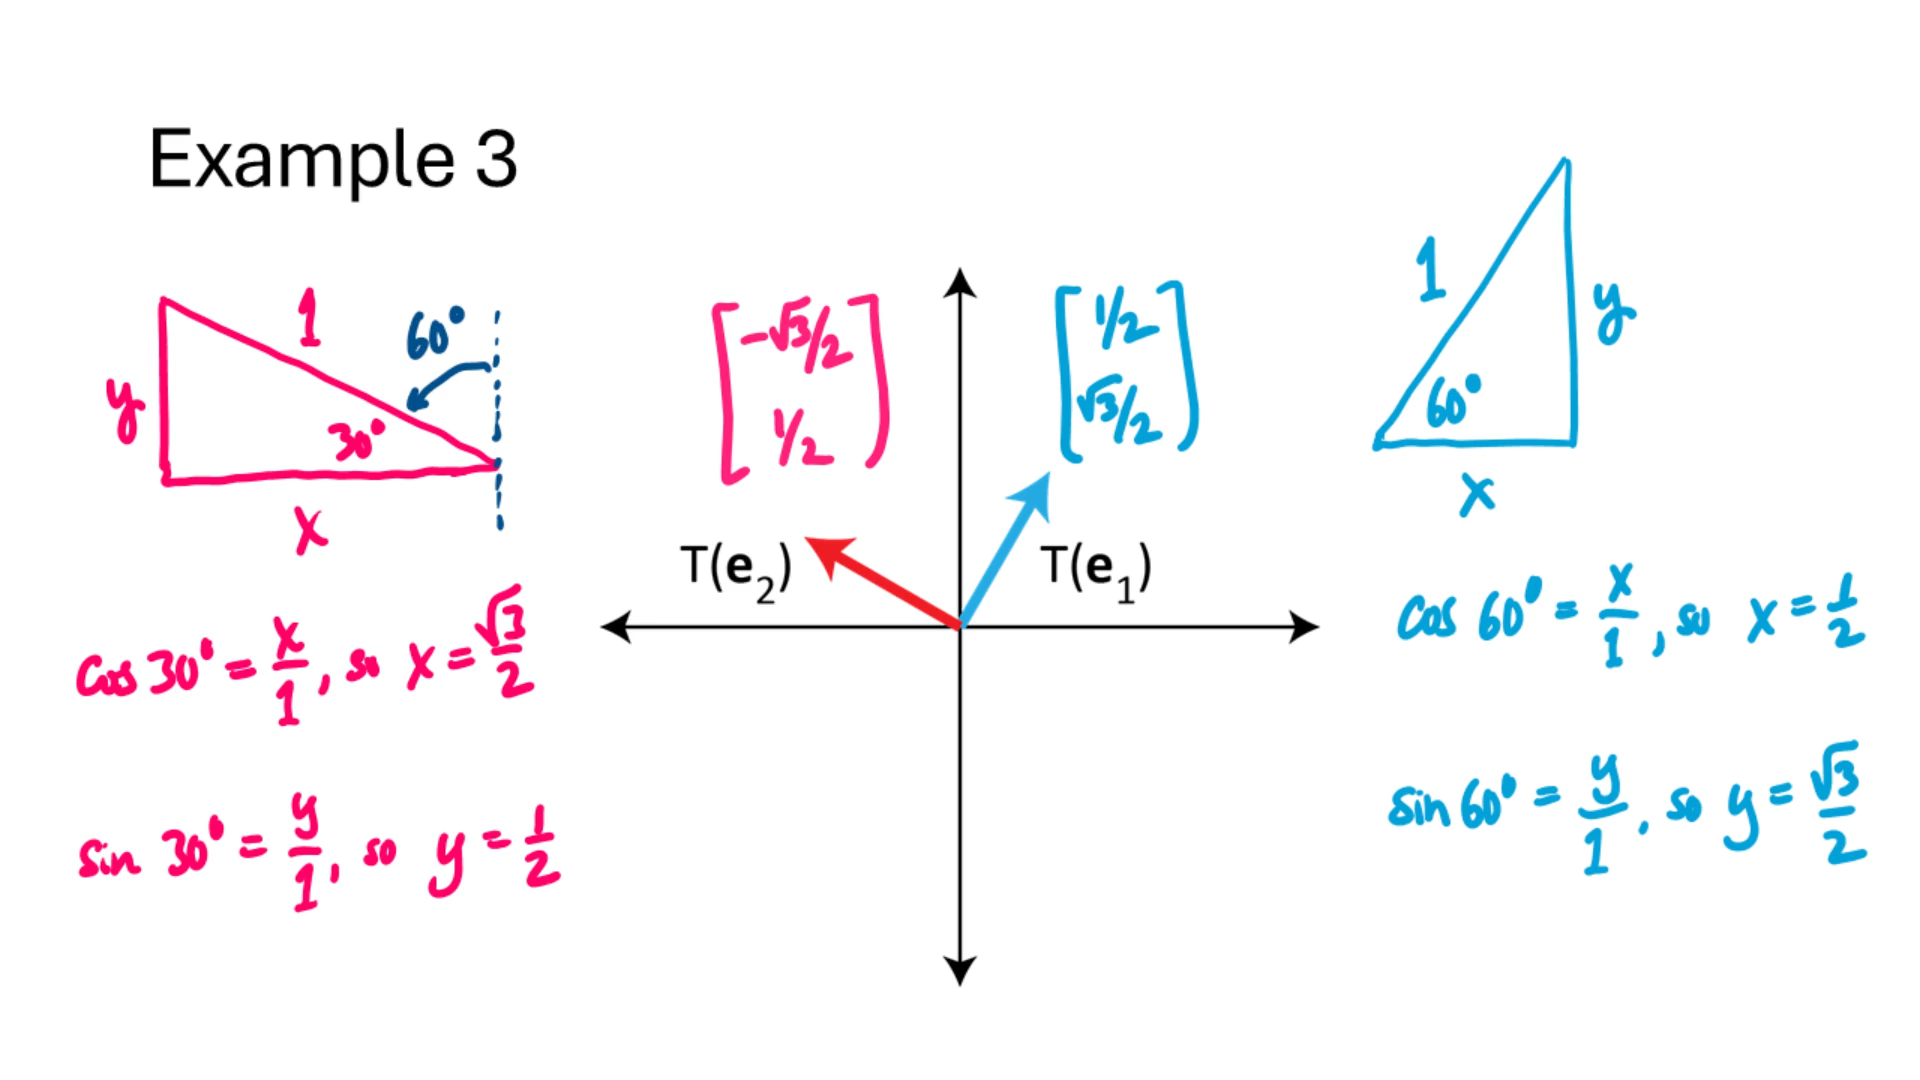 Example 3
1
60°
y
30°
x
cos 30° = x/1, so x = √3/2
sin 30° = y/1, so y = 1/2
[-√3/2
1/2]
[1/2
√3/2]
T(e₂)
T(e₁)
1
y
60°
x
cos 60° = x/1, so x = 1/2
sin 60° = y/1, so y = √3/2